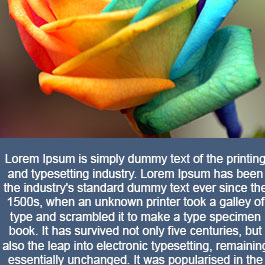 Lorem Ipsum is simply dummy text of the printing
and typesetting industry. Lorem Ipsum has been
the industry's standard dummy text ever since the
1500s, when an unknown printer took a galley of
type and scrambled it to make a type specimen
book. It has survived not only five centuries, but
also the leap into electronic typesetting, remaining
essentially unchanged. It was popularised in the